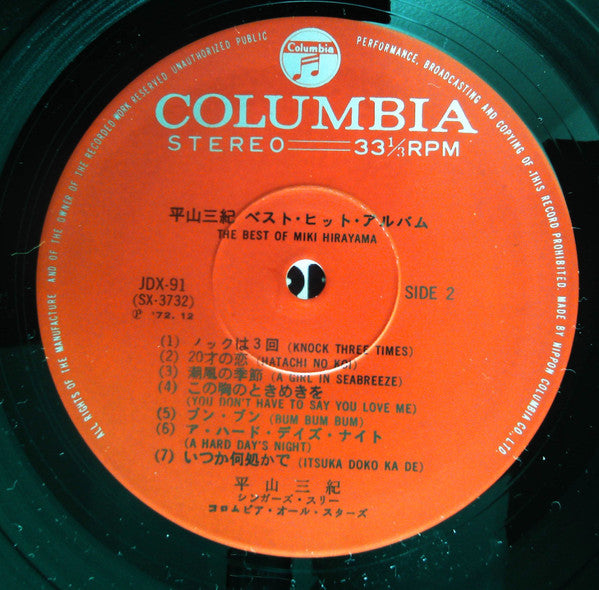 ALL RIGHTS OF THE MANUFACTURE AND OF THE OWNER OF THE RECORDED WORK RESERVED UNAUTHORIZED PUBLIC PERFORMANCE, BROADCASTING AND COPYING OF THIS RECORD PROHIBITED. MADE BY NIPPON COLUMBIA CO., LTD
Columbia
COLUMBIA
STEREO 33 1/3 RPM
平山三紀 ベスト・ヒット・アルバム
THE BEST OF MIKI HIRAYAMA
JDX-91
(SX-3732)
Ⓟ '72.12
SIDE 2
(1) ノックは3回 (KNOCK THREE TIMES)
(2) 20才の恋 (HATACHI NO KOI)
(3) 潮風の季節 (A GIRL IN SEABREEZE)
(4) この胸のときめきを
(YOU DON'T HAVE TO SAY YOU LOVE ME)
(5) ブン・ブン (BUM BUM BUM)
(6) ア・ハード・デイズ・ナイト
(A HARD DAY'S NIGHT)
(7) いつか何処かで (ITSUKA DOKO KA DE)
平山三紀
シンガーズ・スリー
コロムビア・オール・スターズ